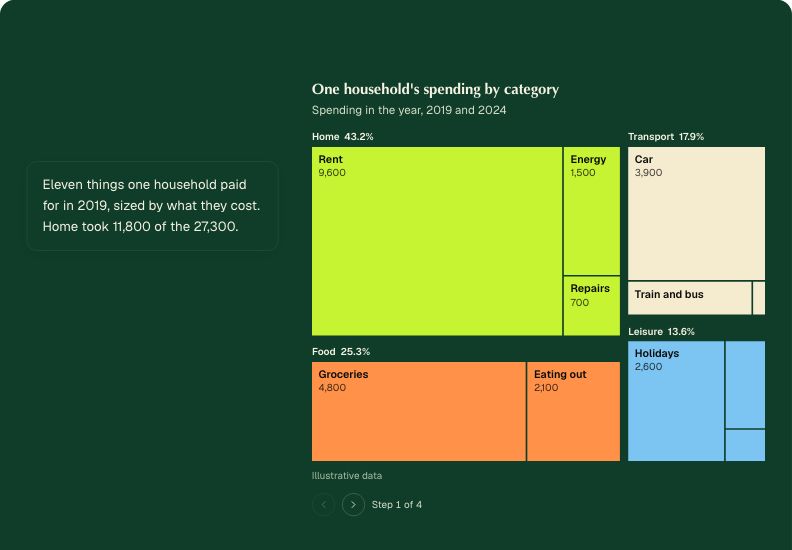 Eleven things one household paid
for in 2019, sized by what they cost.
Home took 11,800 of the 27,300.
One household's spending by category
Spending in the year, 2019 and 2024
Home 43.2%
Rent
9,600
Energy
1,500
Repairs
700
Transport 17.9%
Car
3,900
Train and bus
Food 25.3%
Groceries
4,800
Eating out
2,100
Leisure 13.6%
Holidays
2,600
Illustrative data
Step 1 of 4